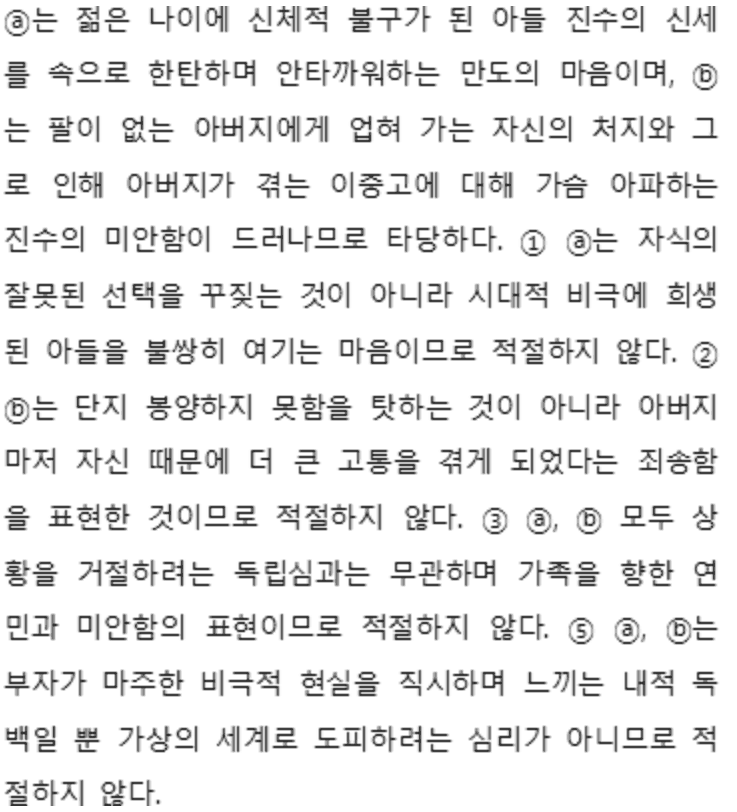 ⓐ는 젊은 나이에 신체적 불구가 된 아들 진수의 신세
를 속으로 한탄하며 안타까워하는 만도의 마음이며, ⓑ
는 팔이 없는 아버지에게 업혀 가는 자신의 처지와 그
로 인해 아버지가 겪는 이중고에 대해 가슴 아파하는
진수의 미안함이 드러나므로 타당하다. ① ⓐ는 자식의
잘못된 선택을 꾸짖는 것이 아니라 시대적 비극에 희생
된 아들을 불쌍히 여기는 마음이므로 적절하지 않다. ②
ⓑ는 단지 봉양하지 못함을 탓하는 것이 아니라 아버지
마저 자신 때문에 더 큰 고통을 겪게 되었다는 죄송함
을 표현한 것이므로 적절하지 않다. ③ ⓐ, ⓑ 모두 상
황을 거절하려는 독립심과는 무관하며 가족을 향한 연
민과 미안함의 표현이므로 적절하지 않다. ⑤ ⓐ, ⓑ는
부자가 마주한 비극적 현실을 직시하며 느끼는 내적 독
백일 뿐 가상의 세계로 도피하려는 심리가 아니므로 적
절하지 않다.